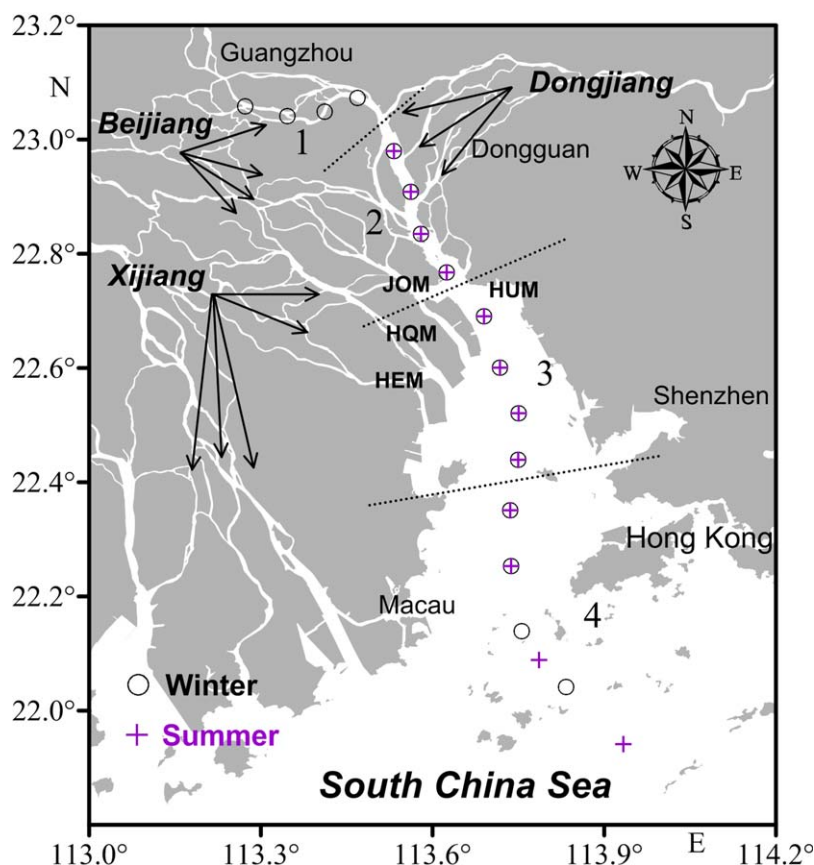 23.2°
Guangzhou
N
Dongjiang
23.0°
Beijiang
1
Dongguan
N
W
E
S
22.8°
2
Xijiang
JOM
HUM
HQM
22.6°
HEM
3
Shenzhen
22.4°
Hong Kong
22.2°
Macau
4
Winter
22.0°
Summer
South China Sea
E
113.0° 113.3° 113.6° 113.9° 114.2°